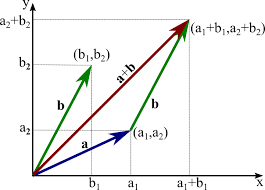 y
a₂+b₂
(a₁+b₁,a₂+b₂)
b₂
(b₁,b₂)
a+b
b
b
a₂
a
(a₁,a₂)
b₁
a₁
a₁+b₁
x